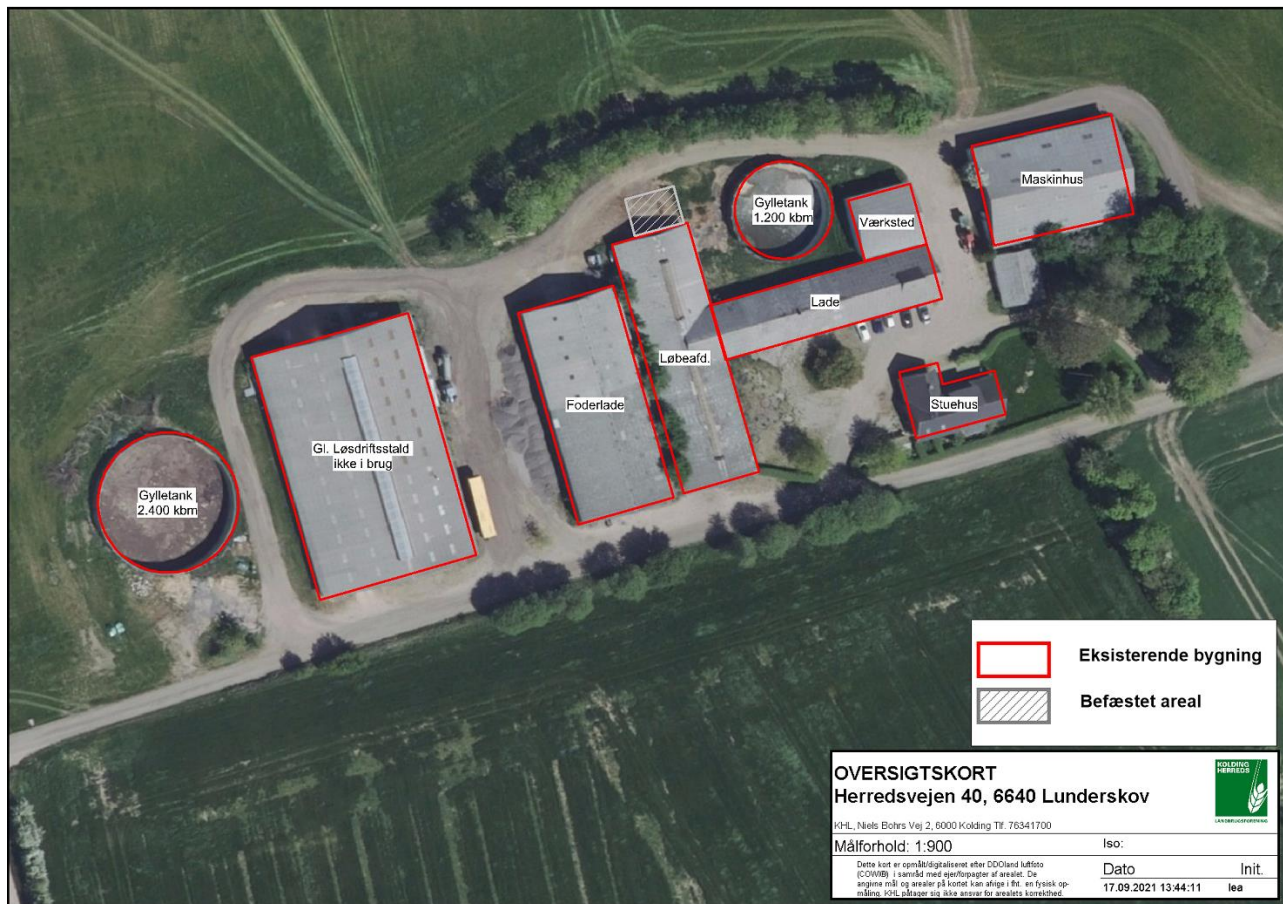 Maskinhus
Gylletank
1.200 kbm
Værksted
Lade
Løbeafd.
Foderlade
Stuehus
Gl. Løsdriftsstald
ikke i brug
Gylletank
2.400 kbm
Eksisterende bygning
Befæstet areal
OVERSIGTSKORT
Herredsvejen 40, 6640 Lunderskov
KOLDING
HERREDS
LANDBOFORENING
KHL, Niels Bohrs Vej 2, 6000 Kolding Tlf. 76341700
Målforhold: 1:900
Iso:
Dette kort er opmålt/digitaliseret efter DDOland luftfoto
(COWI®) i samråd med ejer/forpagter af arealet. De
angivne mål og arealer på kortet kan afvige i fht. en fysisk op-
måling. KHL påtager sig ikke ansvar for arealets korrekthed.
Dato
Init.
17.09.2021 13:44:11
lea